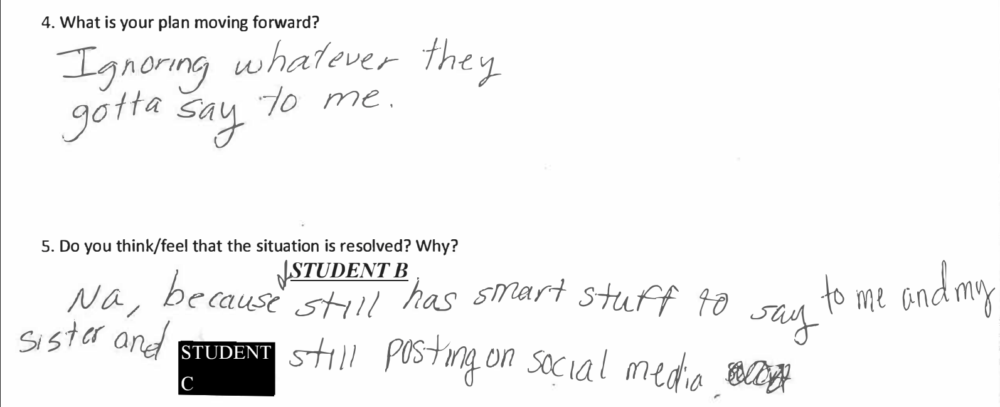 4. What is your plan moving forward?
Ignoring whatever they
gotta say to me.
5. Do you think/feel that the situation is resolved? Why?
STUDENT B
Na, because still has smart stuff to say to me and my
sister and STUDENT C still posting on social media.